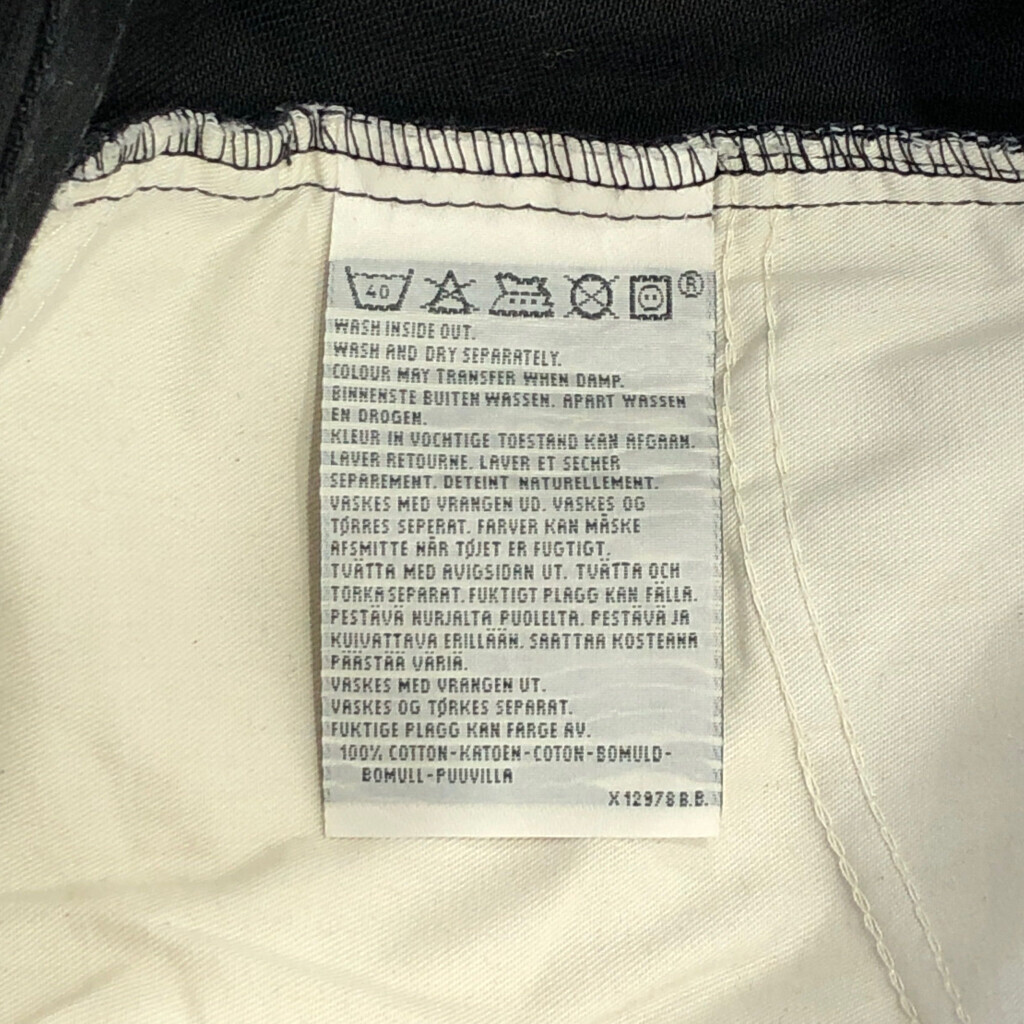 40
®
WASH INSIDE OUT.
WASH AND DRY SEPARATELY.
COLOUR MAY TRANSFER WHEN DAMP.
BINNENSTE BUITEN WASSEN. APART WASSEN
EN DROGEN.
KLEUR IN VOCHTIGE TOESTAND KAN AFGAAN.
LAVER RETOURNE. LAVER ET SECHER
SEPAREMENT. DETEINT NATURELLEMENT.
VASKES MED VRANGEN UD. VASKES OG
TØRRES SEPERAT. FARVER KAN MÅSKE
AFSMITTE NÅR TØJET ER FUGTIGT.
TVÄTTA MED AVIGSIDAN UT. TVÄTTA OCH
TORKA SEPARAT. FUKTIGT PLAGG KAN FÄLLA.
PESTÄVÄ NURJALTA PUOLELTA. PESTÄVÄ JA
KUIVATTAVA ERILLÄÄN. SAATTAA KOSTEANA
PÄÄSTÄÄ VÄRIÄ.
VASKES MED VRANGEN UT.
VASKES OG TØRKES SEPARAT.
FUKTIGE PLAGG KAN FARGE AV.
100% COTTON-KATOEN-COTON-BOMULD-
BOMULL-PUUVILLA
X12978 B.B.